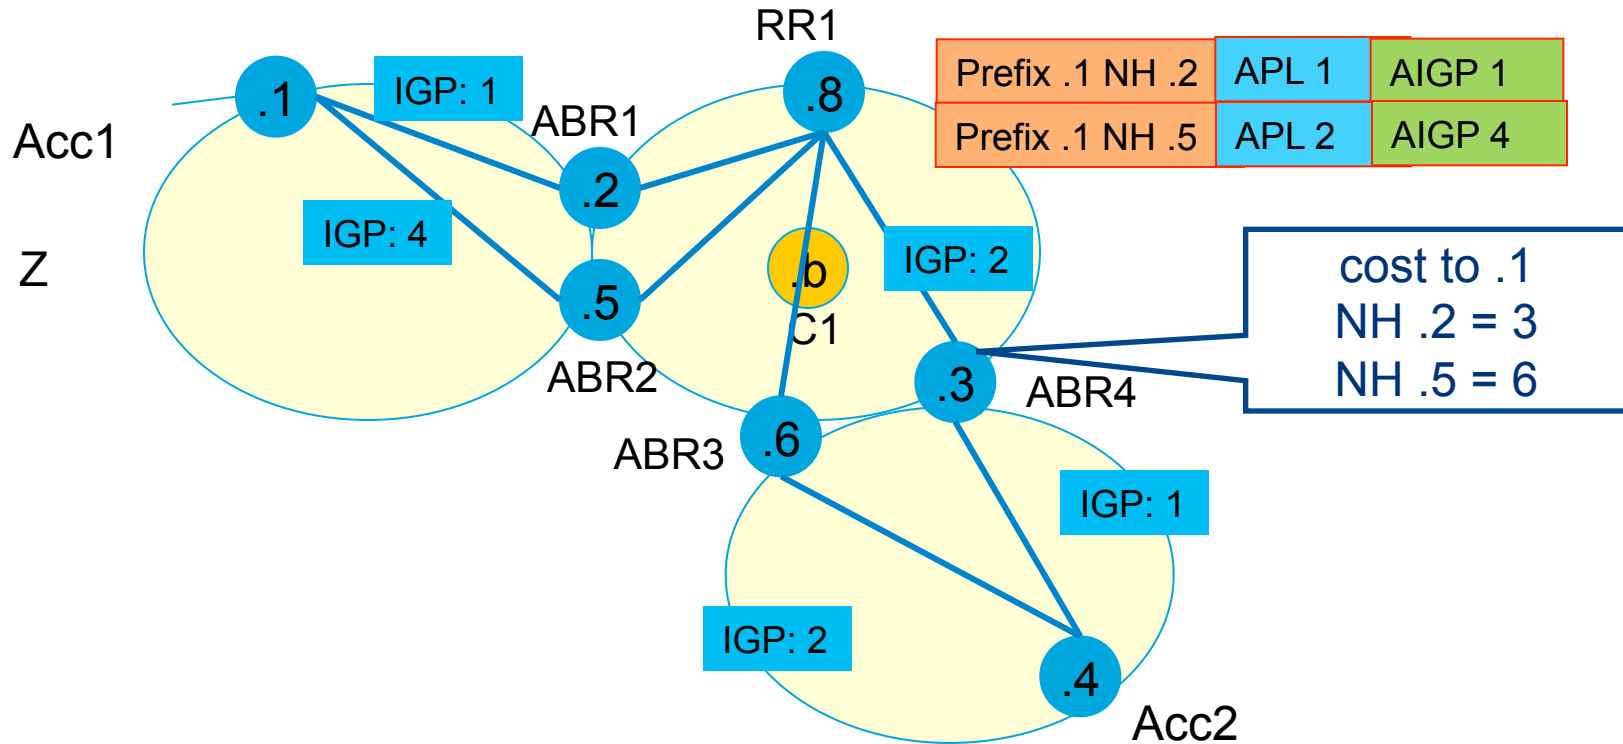 RR1
Prefix .1 NH .2 APL 1 AIGP 1
Prefix .1 NH .5 APL 2 AIGP 4
.1
IGP: 1
.8
ABR1
Acc1
.2
IGP: 4
IGP: 2
cost to .1
NH .2 = 3
NH .5 = 6
Z
.b
C1
.5
ABR2
.3
ABR4
.6
ABR3
IGP: 1
IGP: 2
.4
Acc2